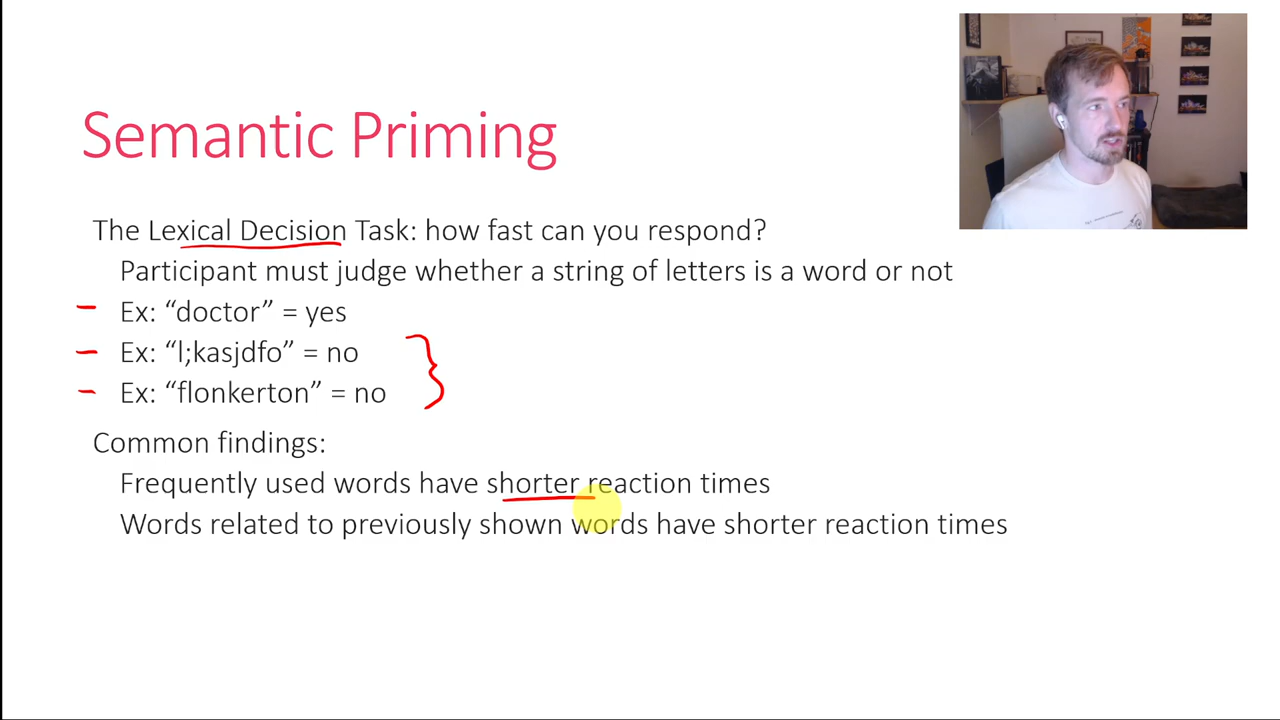 Semantic Priming
The Lexical Decision Task: how fast can you respond?
Participant must judge whether a string of letters is a word or not
Ex: “doctor” = yes
Ex: “l;kasjdfo” = no
Ex: “flonkerton” = no
Common findings:
Frequently used words have shorter reaction times
Words related to previously shown words have shorter reaction times